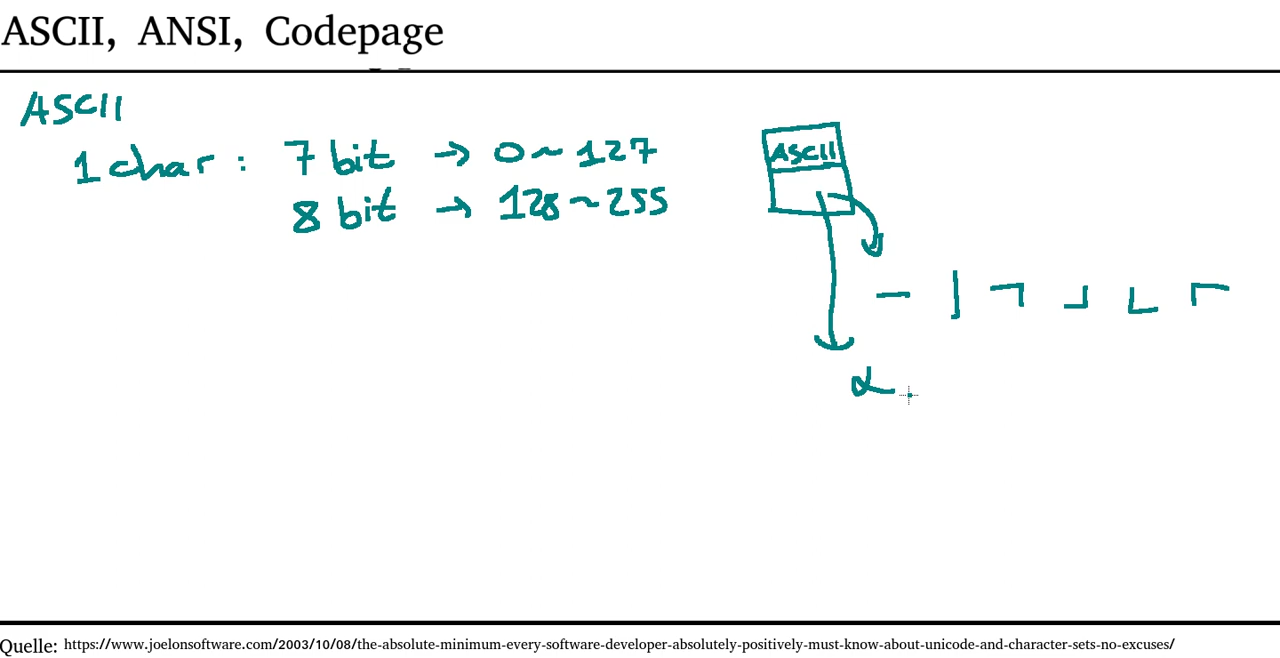 ASCII, ANSI, Codepage
ASCII
1 char : 7 bit → 0 ~ 127
8 bit → 128 ~ 255
ASCII
─ │ ┐ ┘ └ ┌
α
Quelle: https://www.joelonsoftware.com/2003/10/08/the-absolute-minimum-every-software-developer-absolutely-positively-must-know-about-unicode-and-character-sets-no-excuses/